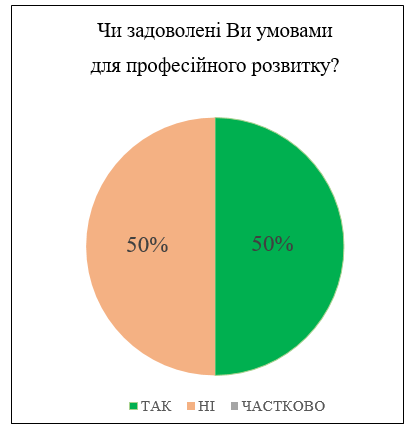 Чи задоволені Ви умовами
для професійного розвитку?
50%
50%
ТАК НІ ЧАСТКОВО